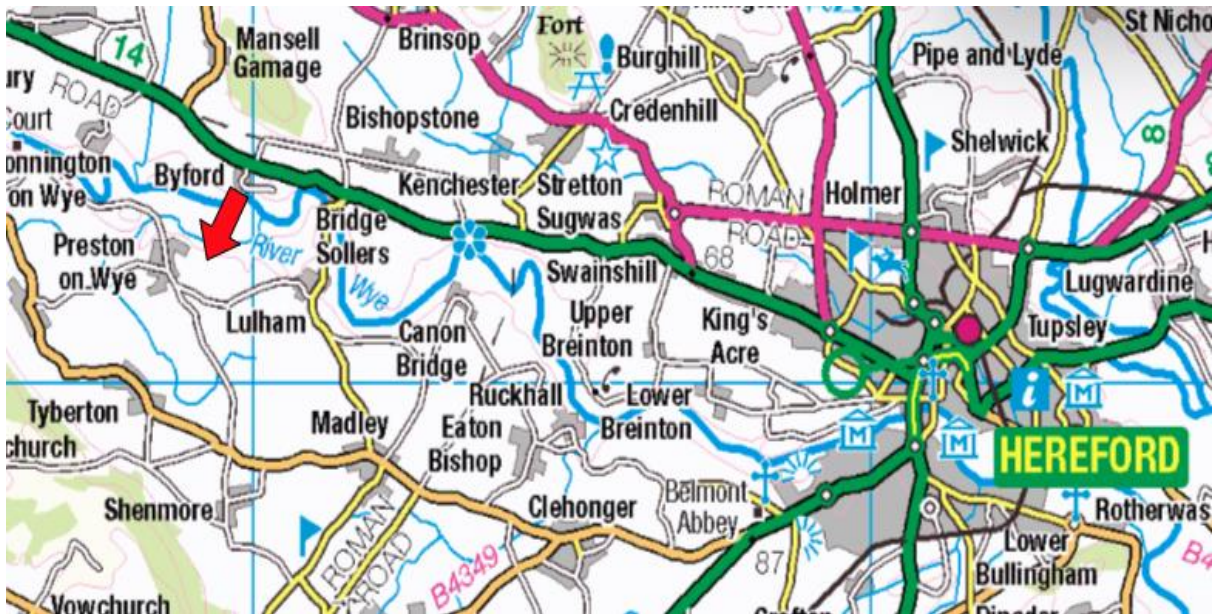 St Nicho
Fort
Mansell
Gamage
14
Brinsop
Burghill
Pipe and Lyde
ROAD
Court
Credenhill
Bishopstone
Shelwick
8
onnington
on Wye
Byford
Kenchester
Stretton
Sugwas
ROMAN
ROAD
Holmer
Bridge
Sollers
River
Wye
Preston
on Wye
68
Swainshill
Lugwardine
Lulham
Canon
Bridge
Upper
Breinton
King's
Acre
Tupsley
Ruckhall
Lower
Breinton
i
M
M
M
Tyberton
church
Madley
Eaton
Bishop
HEREFORD
Shenmore
Clehonger
Belmont
Abbey
Rotherwas
ROMAN
ROAD
B4349
87
Lower
Bullingham
B4
Vowchurch